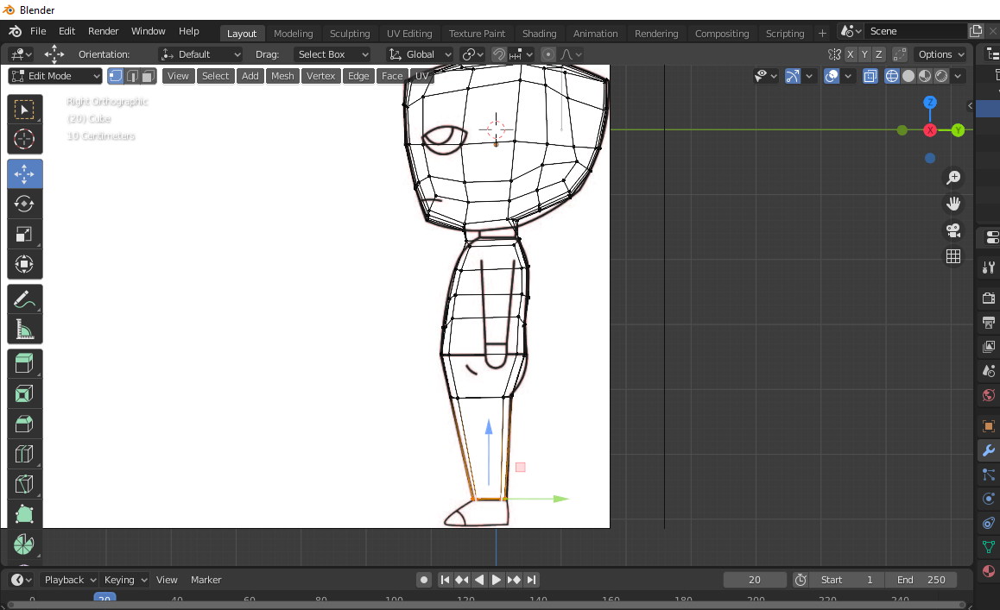 Blender
File Edit Render Window Help Layout Modeling Sculpting UV Editing Texture Paint Shading Animation Rendering Compositing Scripting + Scene
Orientation: Default Drag: Select Box Global X Y Z Options
Edit Mode View Select Add Mesh Vertex Edge Face UV
Right Orthographic
(20) Cube
10 Centimeters
Z
X Y
Playback Keying View Marker 20 Start 1 End 250
0 20 40 60 80 100 120 140 160 180 200 220 240